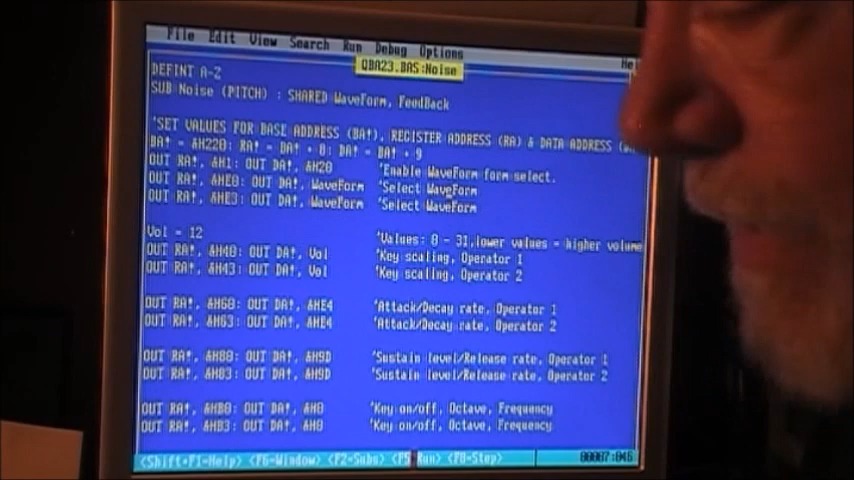 File Edit View Search Run Debug Options Hel
QBA23.BAS:Noise
DEFINT A-Z
SUB Noise (PITCH) : SHARED WaveForm, FeedBack
'SET VALUES FOR BASE ADDRESS (BA!), REGISTER ADDRESS (RA) & DATA ADDRESS
BA! = &H220: RA! = BA! + 8: DA! = BA! + 9
OUT RA!, &H1: OUT DA!, &H20 'Enable WaveForm form select.
OUT RA!, &HE0: OUT DA!, WaveForm 'Select WaveForm
OUT RA!, &HE3: OUT DA!, WaveForm 'Select WaveForm
Vol = 12 'Values: 0 - 31,lower values = higher volume
OUT RA!, &H40: OUT DA!, Vol 'Key scaling, Operator 1
OUT RA!, &H43: OUT DA!, Vol 'Key scaling, Operator 2
OUT RA!, &H60: OUT DA!, &HE4 'Attack/Decay rate, Operator 1
OUT RA!, &H63: OUT DA!, &HE4 'Attack/Decay rate, Operator 2
OUT RA!, &H80: OUT DA!, &H9D 'Sustain level/Release rate, Operator 1
OUT RA!, &H83: OUT DA!, &H9D 'Sustain level/Release rate, Operator 2
OUT RA!, &HB0: OUT DA!, &H0 'Key on/off, Octave, Frequency
OUT RA!, &HB3: OUT DA!, &H0 'Key on/off, Octave, Frequency
<Shift+F1=Help> <F6=Window> <F2=Subs> <F5=Run> <F8=Step> 00007:046